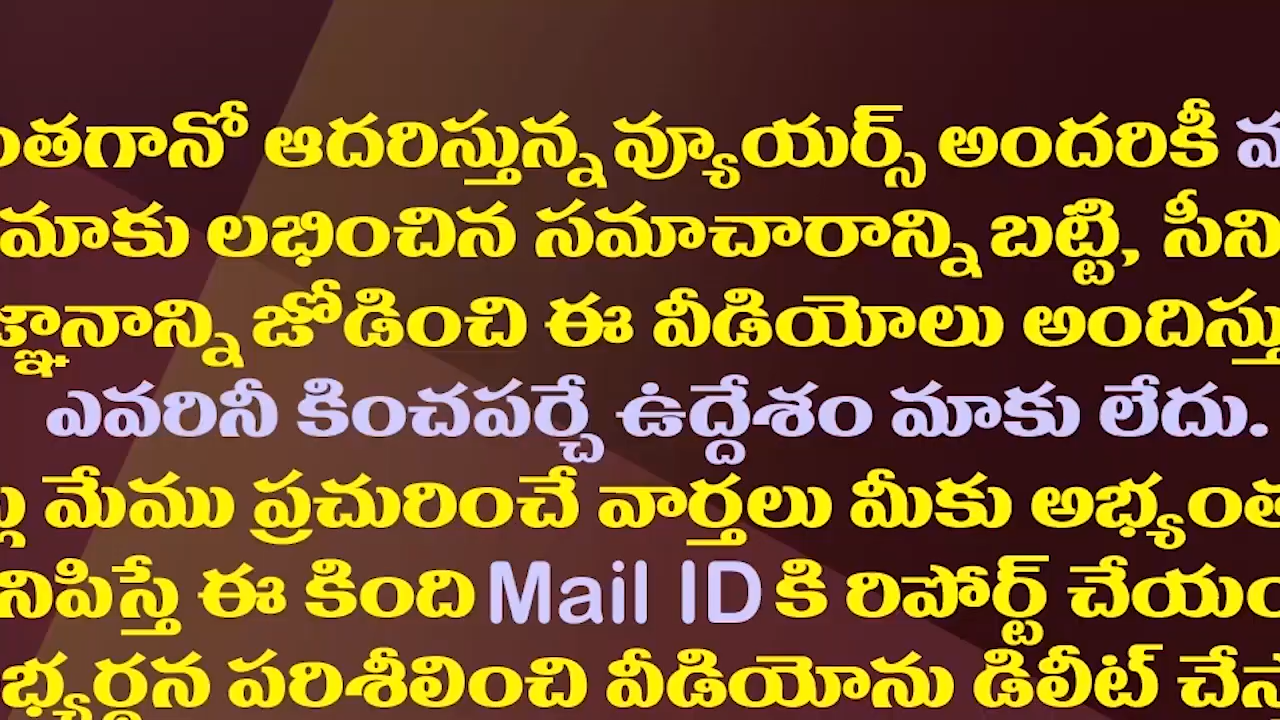 ఆదరిస్తున్న వ్యూయర్స్ అందరికీ
మాకు లభించిన సమాచారాన్ని బట్టి,
జోడించి ఈ వీడియోలు
ఎవరినీ కించపర్చే ఉద్దేశం మాకు లేదు.
మేము ప్రచురించే వార్తలు మీకు
ఈ కింది Mail ID కి రిపోర్ట్
పరిశీలించి వీడియోను డిలీట్